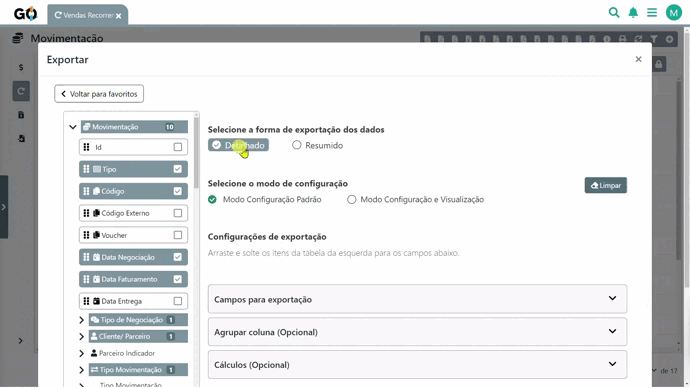 GO
Vendas Recorrer
M
Movimentação
Exportar
Voltar para favoritos
Movimentação 10
Id
Tipo
Código
Código Externo
Voucher
Data Negociação
Data Faturamento
Data Entrega
Tipo de Negociação 1
Cliente/ Parceiro 1
Parceiro Indicador
Tipo Movimentação 1
Tipo Movimentação
Selecione a forma de exportação dos dados
Detalhado
Resumido
Selecione o modo de configuração
Limpar
Modo Configuração Padrão
Modo Configuração e Visualização
Configurações de exportação
Arraste e solte os itens da tabela da esquerda para os campos abaixo.
Campos para exportação
Agrupar coluna (Opcional)
Cálculos (Opcional)
de 17